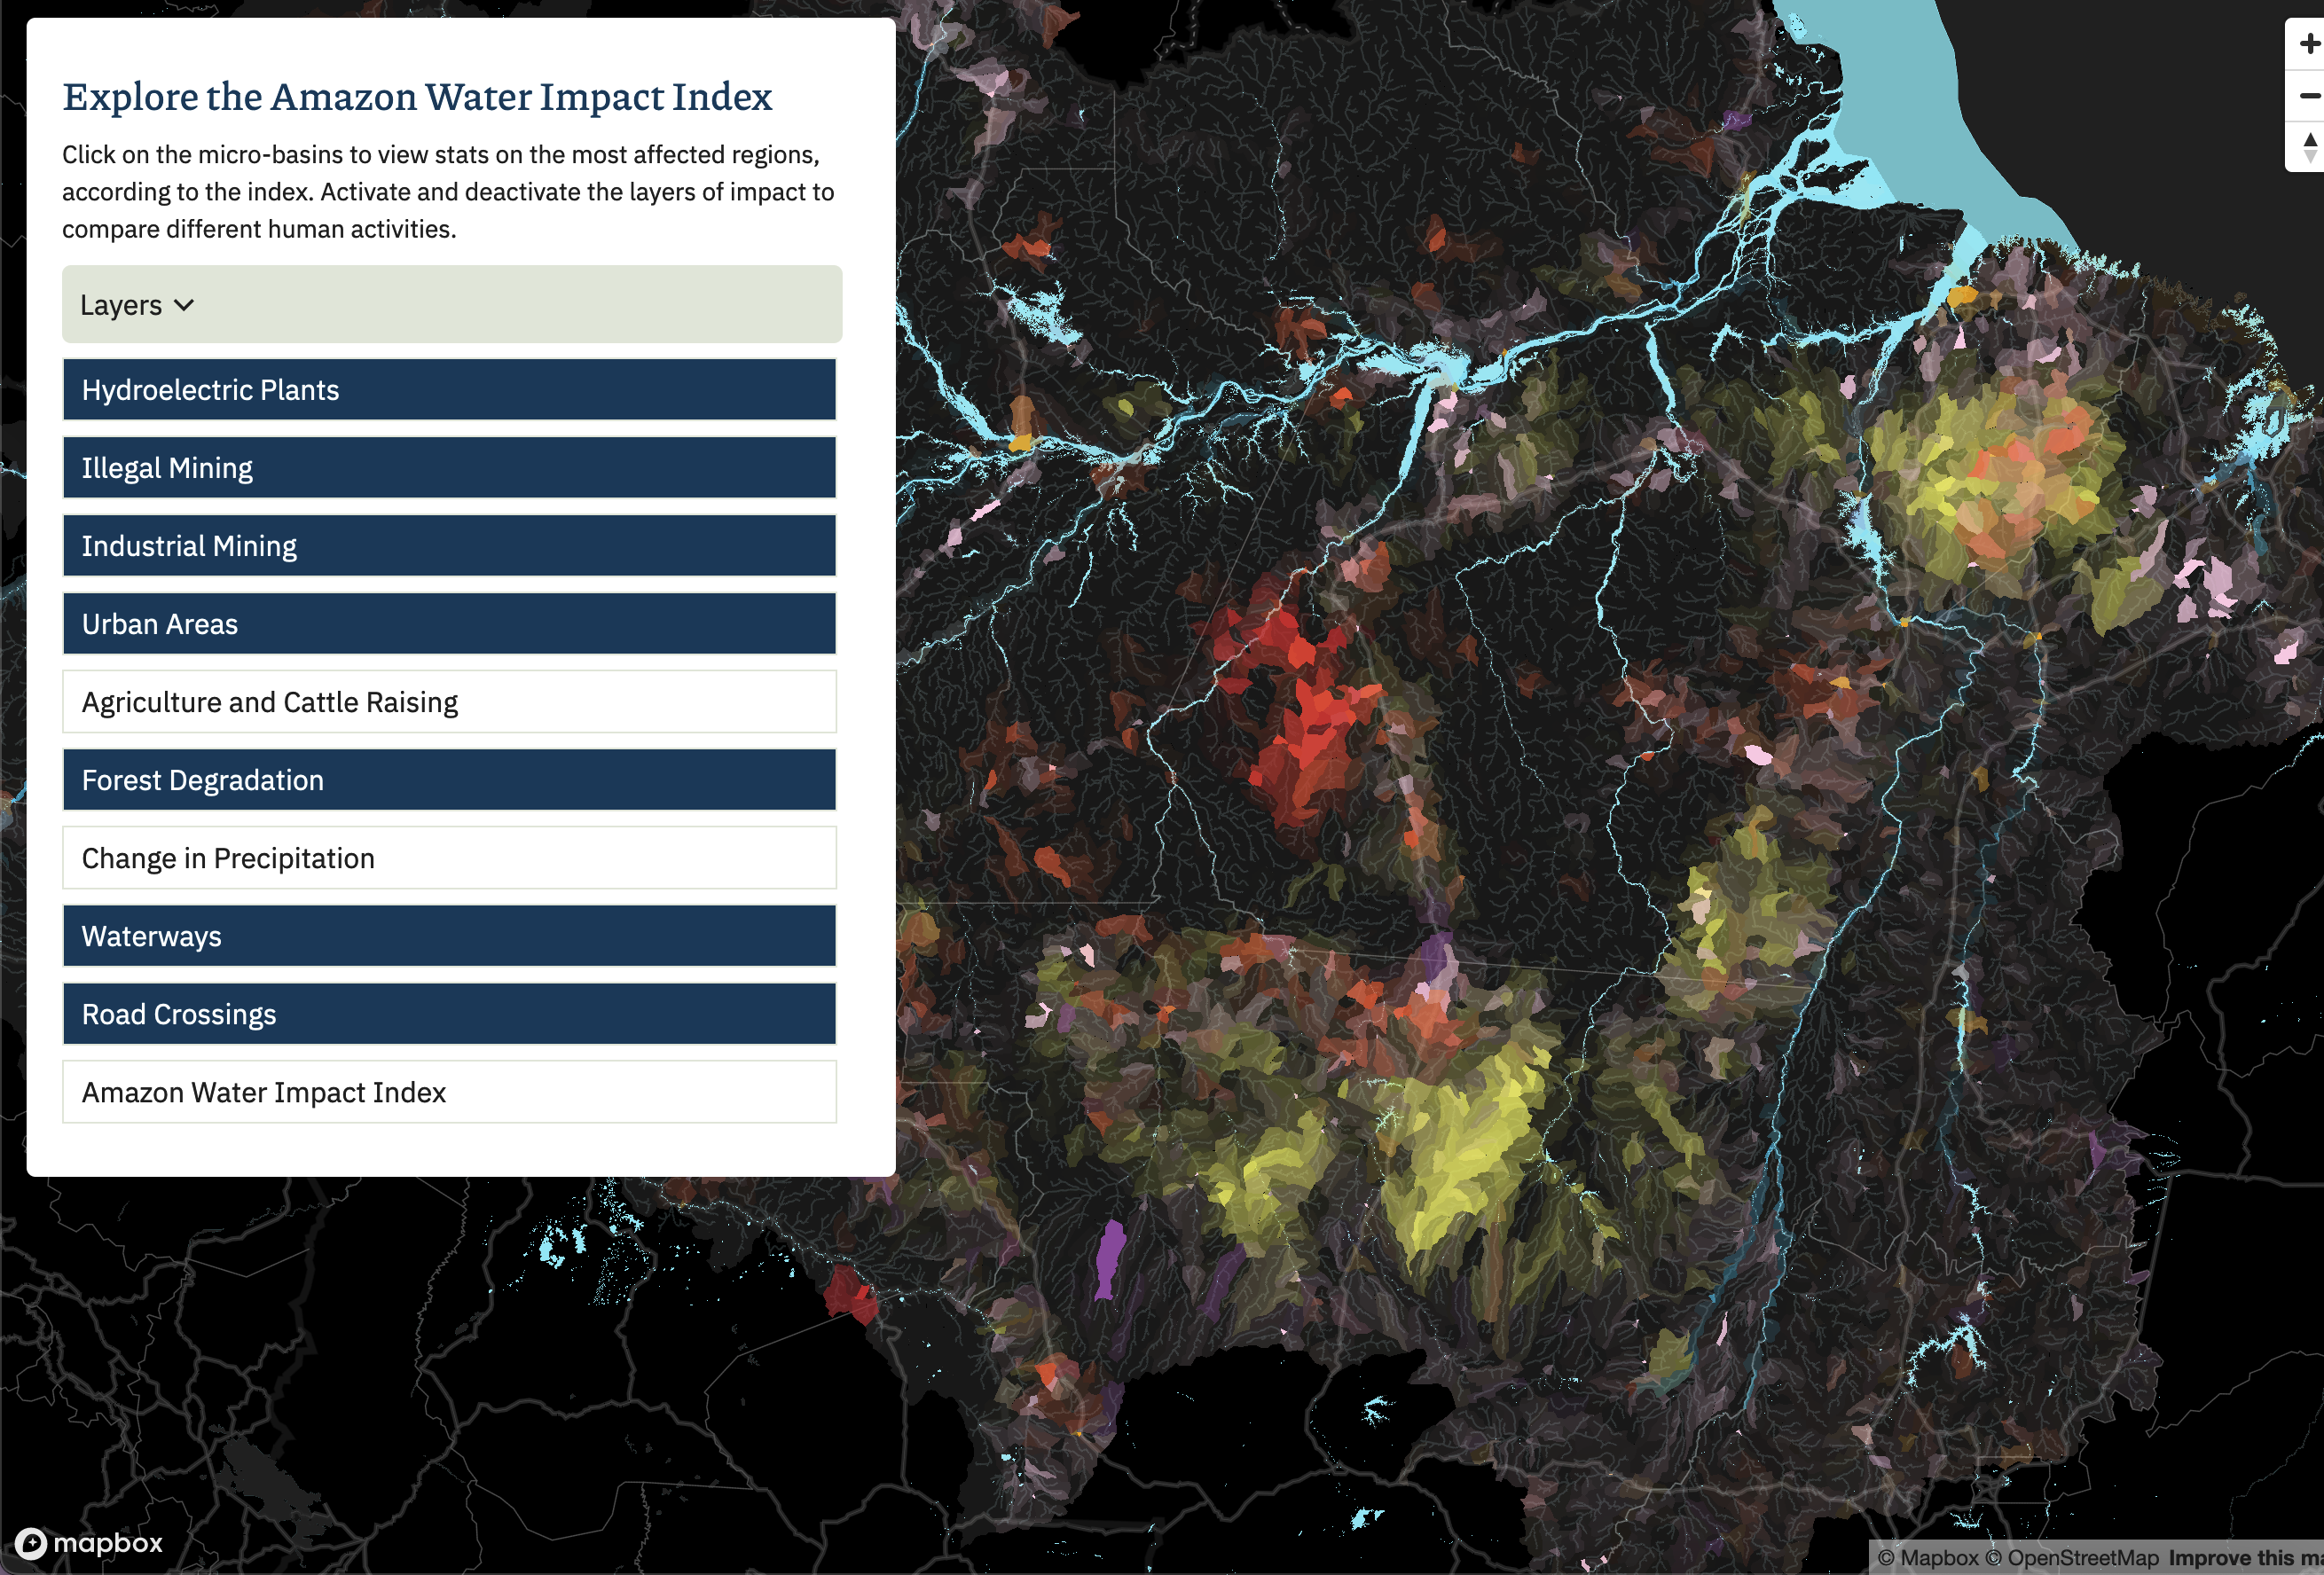 Explore the Amazon Water Impact Index
Click on the micro-basins to view stats on the most affected regions,
according to the index. Activate and deactivate the layers of impact to
compare different human activities.
Layers
Hydroelectric Plants
Illegal Mining
Industrial Mining
Urban Areas
Agriculture and Cattle Raising
Forest Degradation
Change in Precipitation
Waterways
Road Crossings
Amazon Water Impact Index
mapbox
© Mapbox © OpenStreetMap Improve this ma